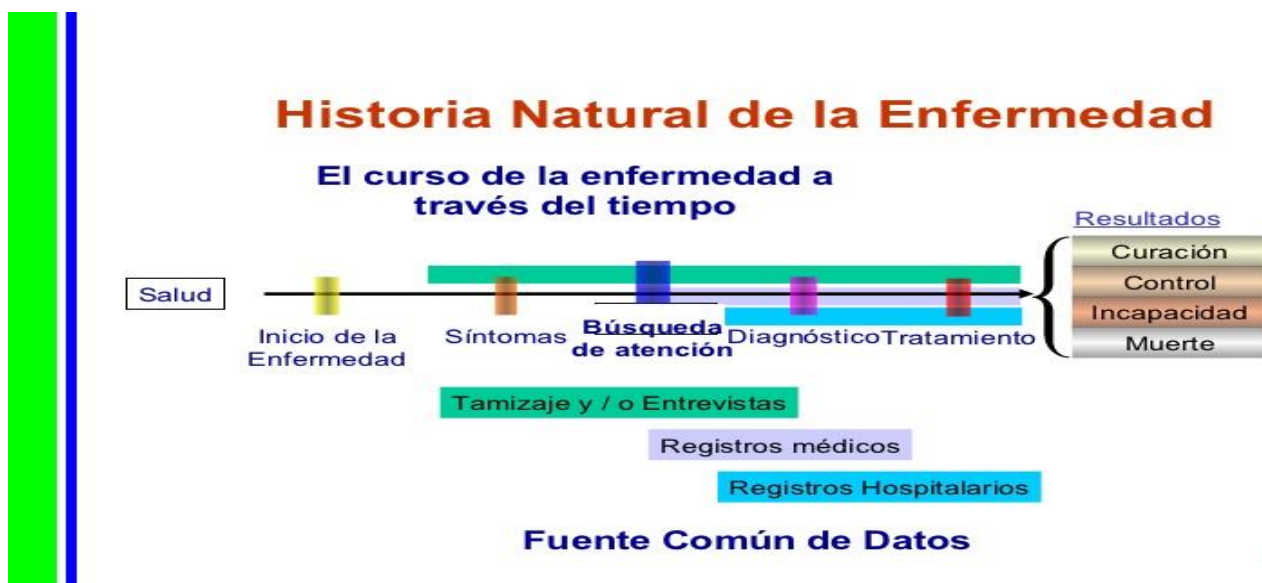 Historia Natural de la Enfermedad
El curso de la enfermedad a
través del tiempo
Resultados
Curación
Control
Incapacidad
Muerte
Salud
Inicio de la
Enfermedad
Síntomas
Búsqueda
de atención
Diagnóstico
Tratamiento
Tamizaje y / o Entrevistas
Registros médicos
Registros Hospitalarios
Fuente Común de Datos